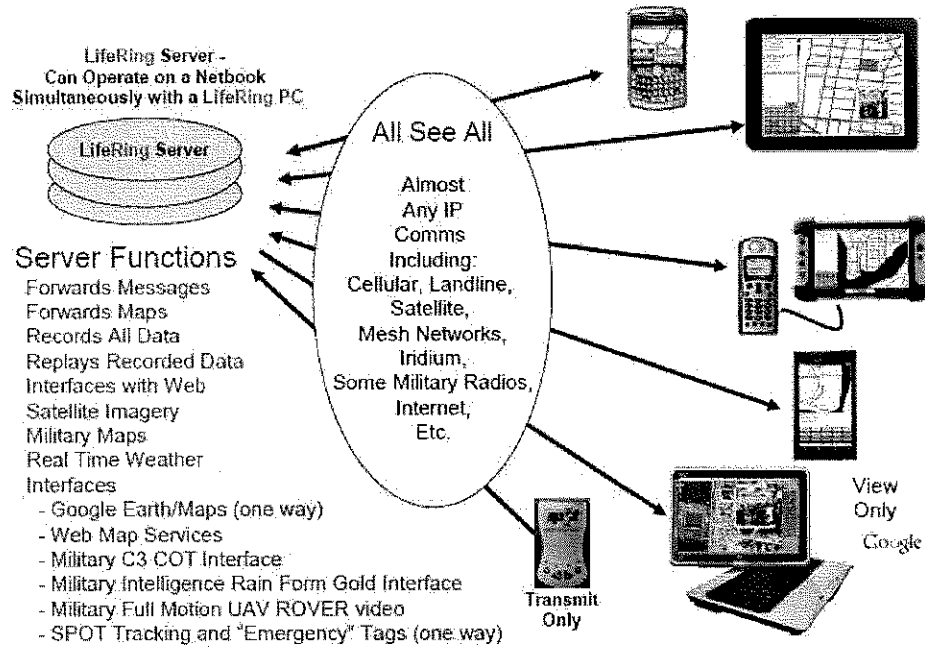 LifeRing Server -
Can Operate on a Netbook
Simultaneously with a LifeRing PC
LifeRing Server
Server Functions
Forwards Messages
Forwards Maps
Records All Data
Replays Recorded Data
Interfaces with Web
Satellite Imagery
Military Maps
Real Time Weather
Interfaces
- Google Earth/Maps (one way)
- Web Map Services
- Military C3 COT Interface
- Military Intelligence Rain Form Gold Interface
- Military Full Motion UAV ROVER video
- SPOT Tracking and "Emergency" Tags (one way)
All See All
Almost
Any IP
Comms
Including:
Cellular, Landline,
Satellite,
Mesh Networks,
Iridium,
Some Military Radios,
Internet,
Etc.
Transmit
Only
View
Only
Google